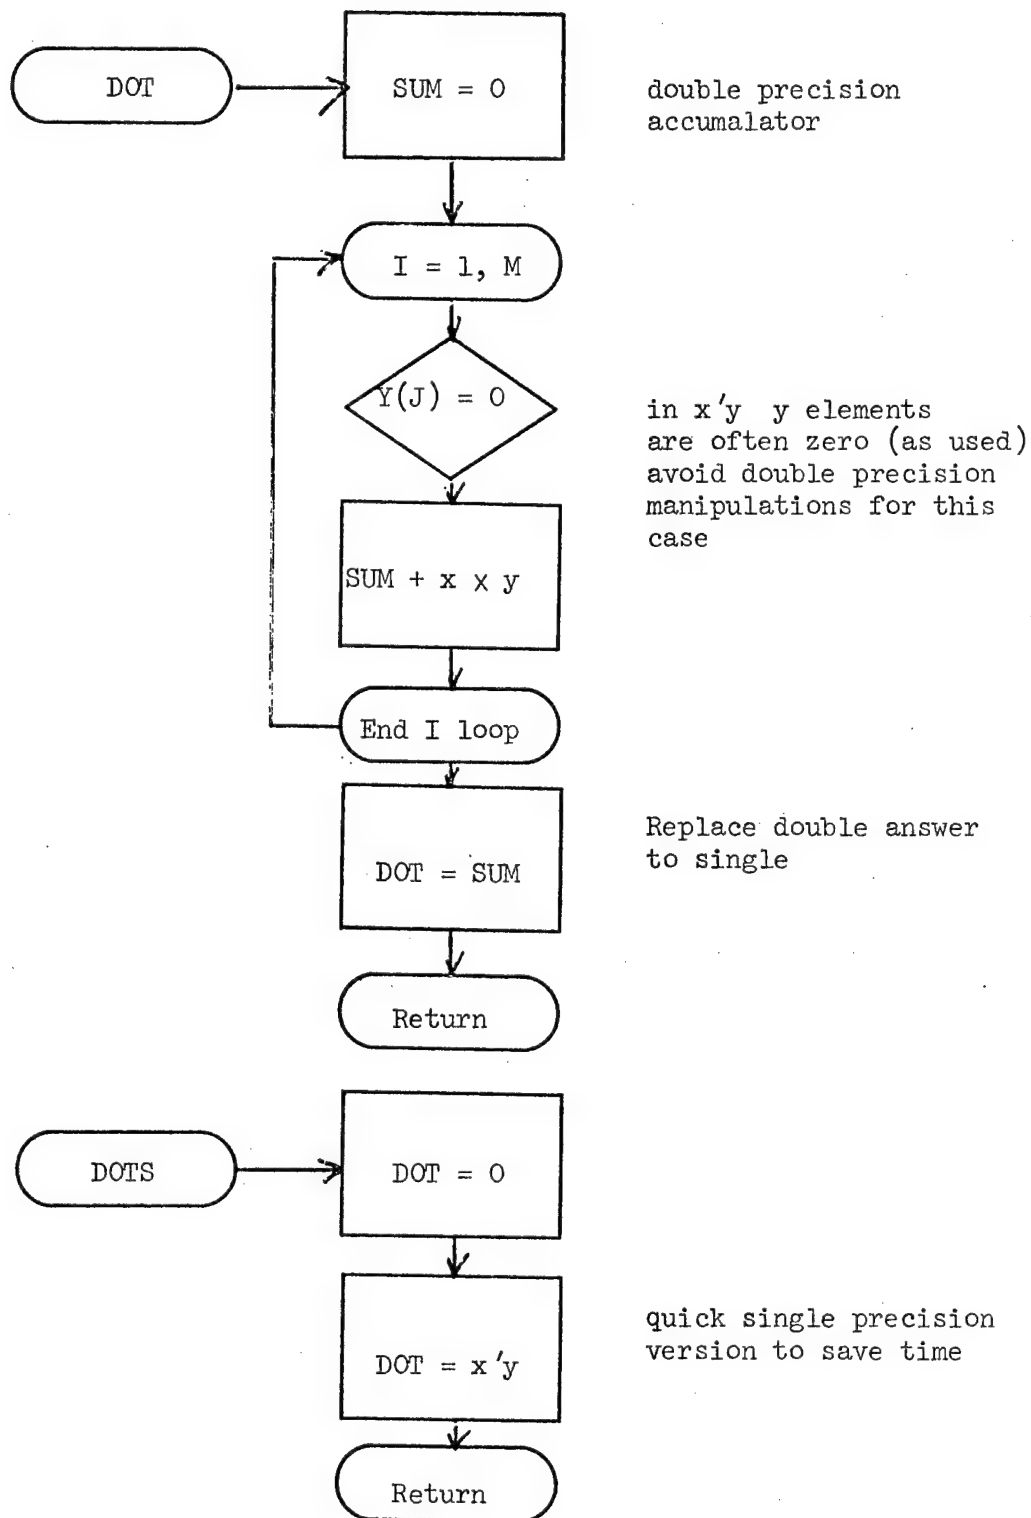 DOT
SUM = 0
double precision
accumalator
I = 1, M
Y(J) = 0
in x'y y elements
are often zero (as used)
avoid double precision
manipulations for this
case
SUM + x × y
End I loop
DOT = SUM
Replace double answer
to single
Return
DOTS
DOT = 0
DOT = x'y
quick single precision
version to save time
Return